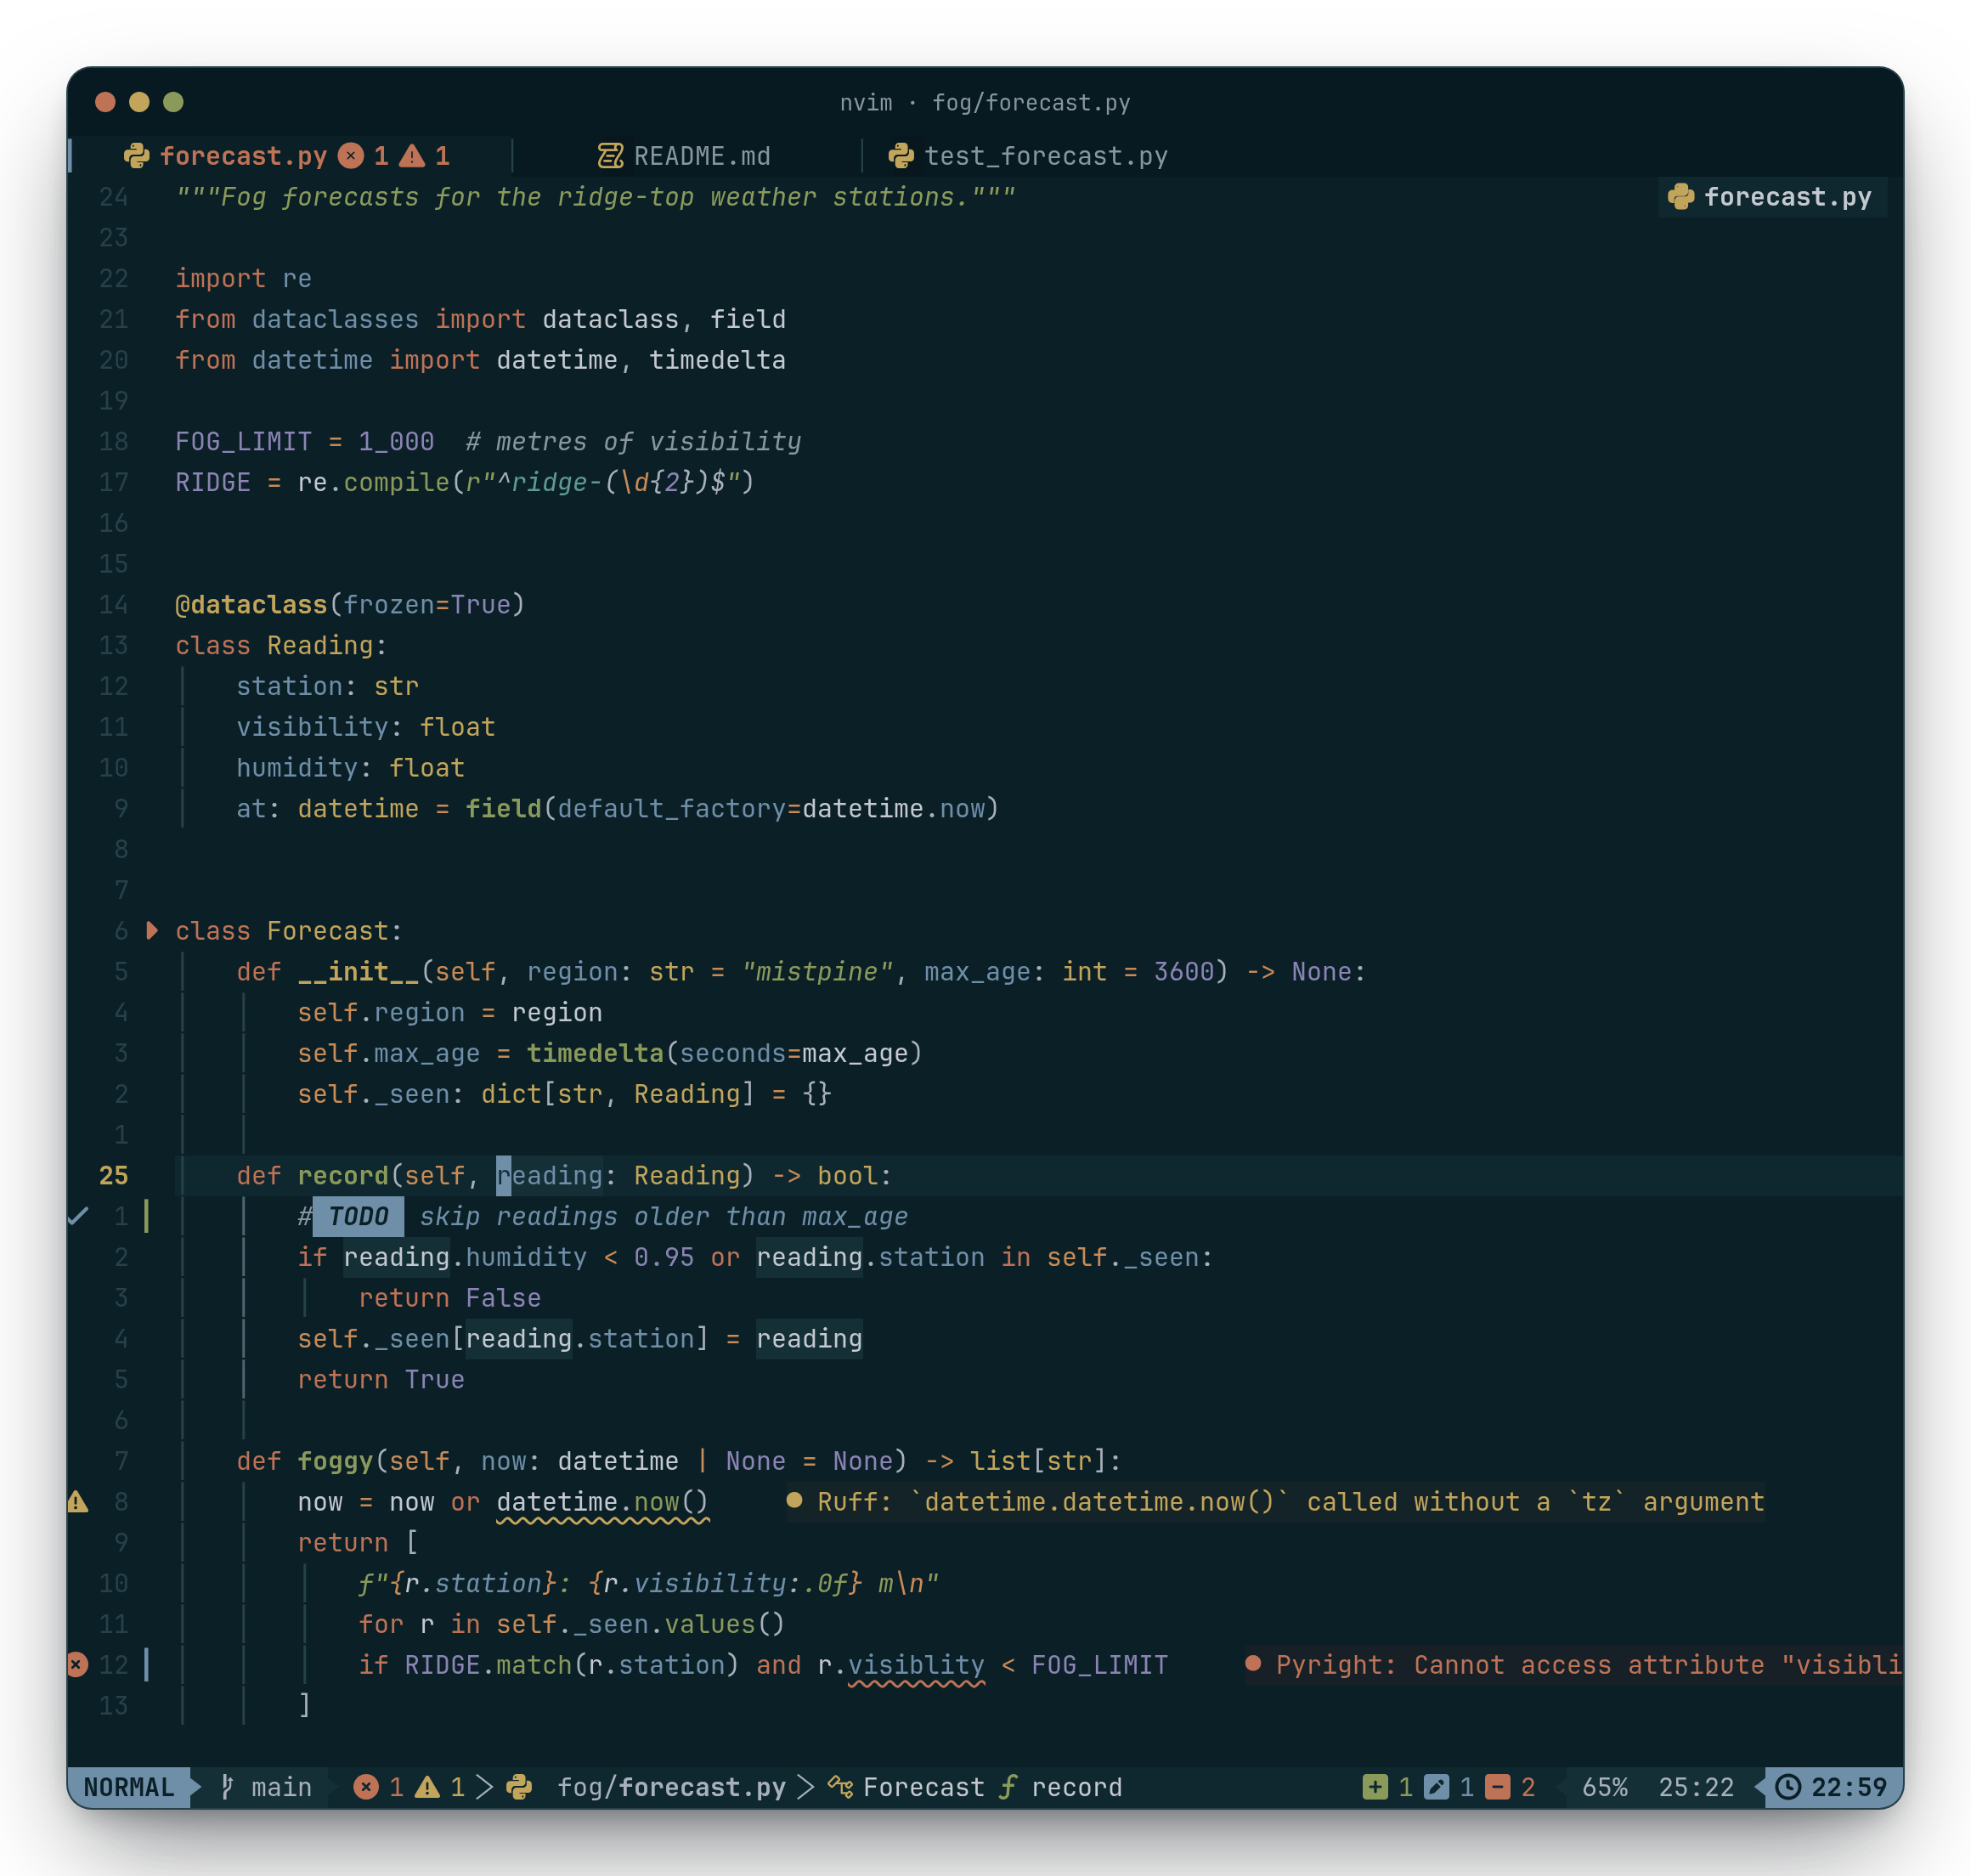 nvim · fog/forecast.py
forecast.py 1 1 README.md test_forecast.py
24 """Fog forecasts for the ridge-top weather stations.""" forecast.py
23
22 import re
21 from dataclasses import dataclass, field
20 from datetime import datetime, timedelta
19
18 FOG_LIMIT = 1_000  # metres of visibility
17 RIDGE = re.compile(r"^ridge-(\d{2})$")
16
15
14 @dataclass(frozen=True)
13 class Reading:
12     station: str
11     visibility: float
10     humidity: float
9     at: datetime = field(default_factory=datetime.now)
8
7
6 class Forecast:
5     def __init__(self, region: str = "mistpine", max_age: int = 3600) -> None:
4         self.region = region
3         self.max_age = timedelta(seconds=max_age)
2         self._seen: dict[str, Reading] = {}
1
25     def record(self, reading: Reading) -> bool:
1         # TODO skip readings older than max_age
2         if reading.humidity < 0.95 or reading.station in self._seen:
3             return False
4         self._seen[reading.station] = reading
5         return True
6
7     def foggy(self, now: datetime | None = None) -> list[str]:
8         now = now or datetime.now() ● Ruff: `datetime.datetime.now()` called without a `tz` argument
9         return [
10             f"{r.station}: {r.visibility:.0f} m\n"
11             for r in self._seen.values()
12             if RIDGE.match(r.station) and r.visiblity < FOG_LIMIT ● Pyright: Cannot access attribute "visibli
13         ]
NORMAL main 1 1 fog/forecast.py Forecast record 1 1 2 65% 25:22 22:59